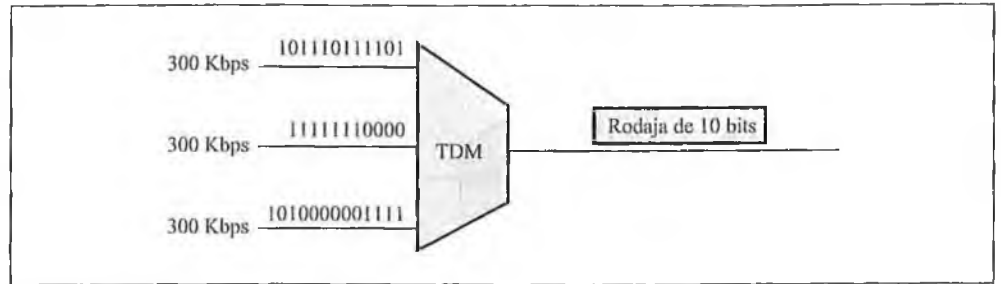 300 Kbps 101110111101
300 Kbps 11111110000
TDM
Rodaja de 10 bits
300 Kbps 1010000001111